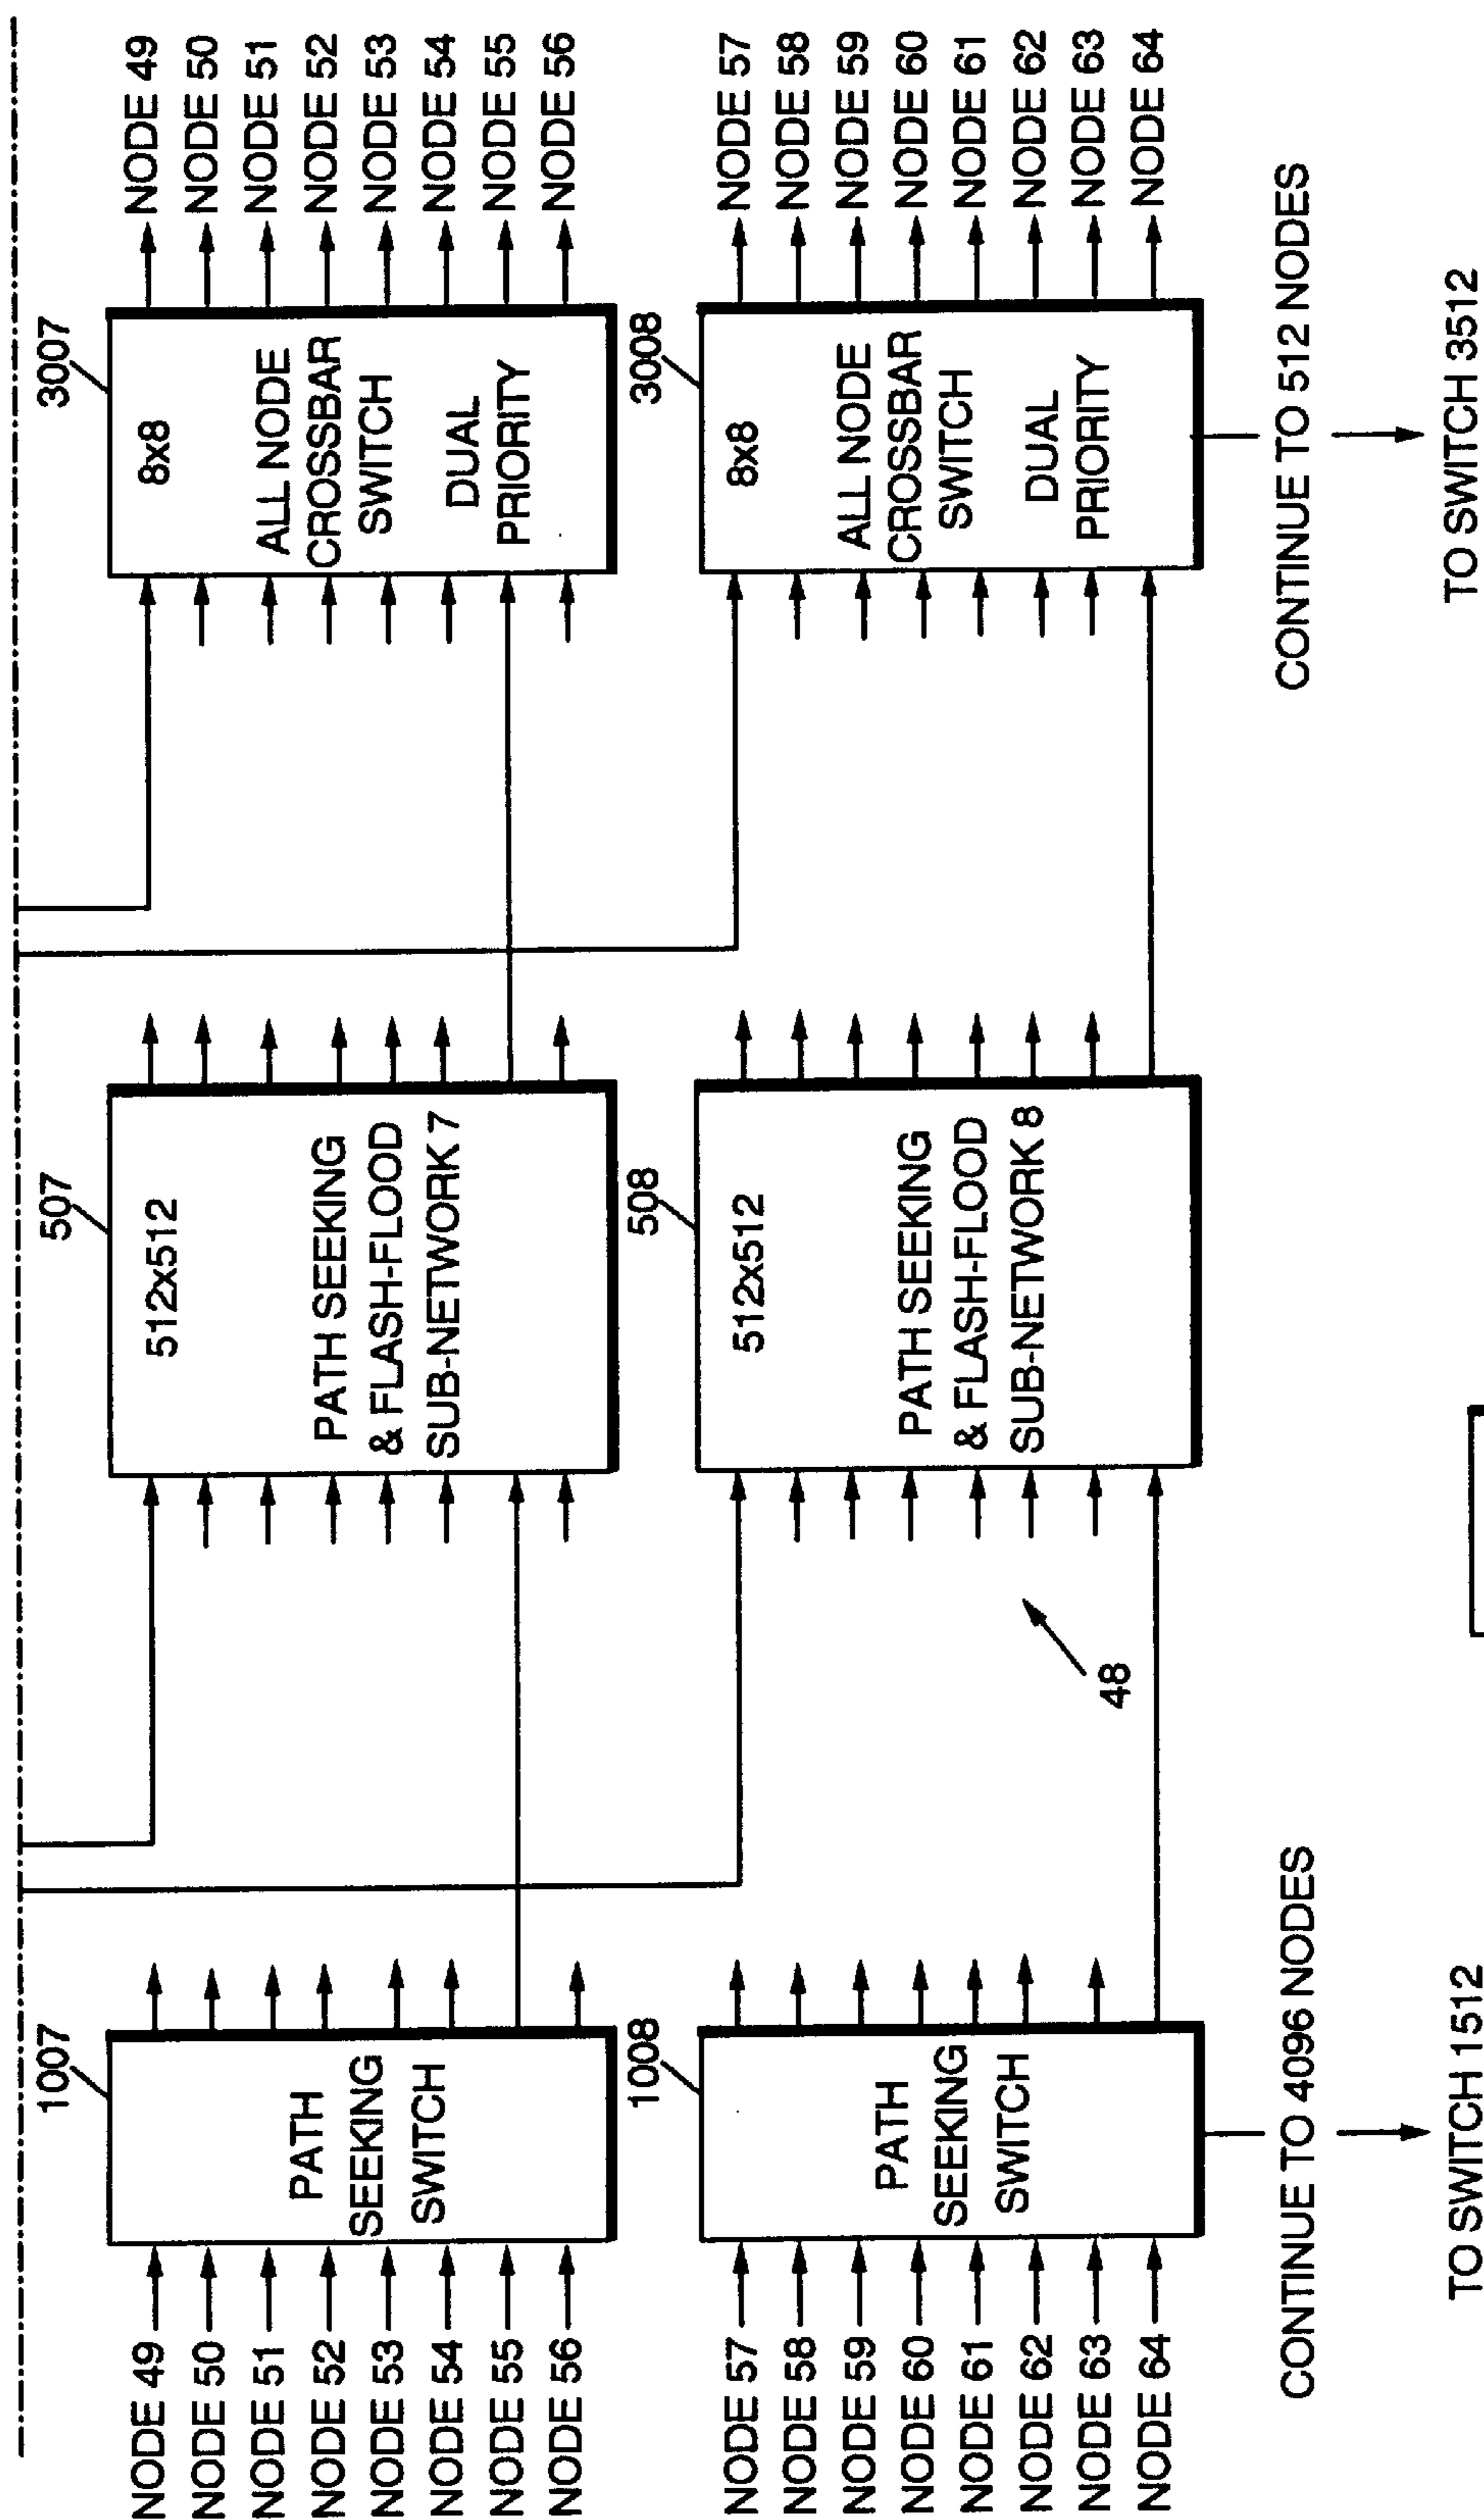 1007
507
3007
NODE 49
NODE 50
NODE 51
NODE 52
NODE 53
NODE 54
NODE 55
NODE 56
PATH
SEEKING
SWITCH
512x512
PATH SEEKING
& FLASH-FLOOD
SUB-NETWORK 7
8x8
ALL NODE
CROSSBAR
SWITCH
DUAL
PRIORITY
NODE 49
NODE 50
NODE 51
NODE 52
NODE 53
NODE 54
NODE 55
NODE 56
1008
508
3008
NODE 57
NODE 58
NODE 59
NODE 60
NODE 61
NODE 62
NODE 63
NODE 64
PATH
SEEKING
SWITCH
512x512
PATH SEEKING
& FLASH-FLOOD
SUB-NETWORK 8
8x8
ALL NODE
CROSSBAR
SWITCH
DUAL
PRIORITY
NODE 57
NODE 58
NODE 59
NODE 60
NODE 61
NODE 62
NODE 63
NODE 64
48
CONTINUE TO 4096 NODES
CONTINUE TO 512 NODES
TO SWITCH 1512
TO SWITCH 3512